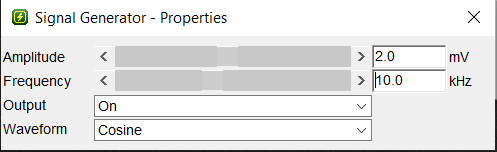 Signal Generator - Properties
Amplitude 2.0 mV
Frequency 10.0 kHz
Output On
Waveform Cosine